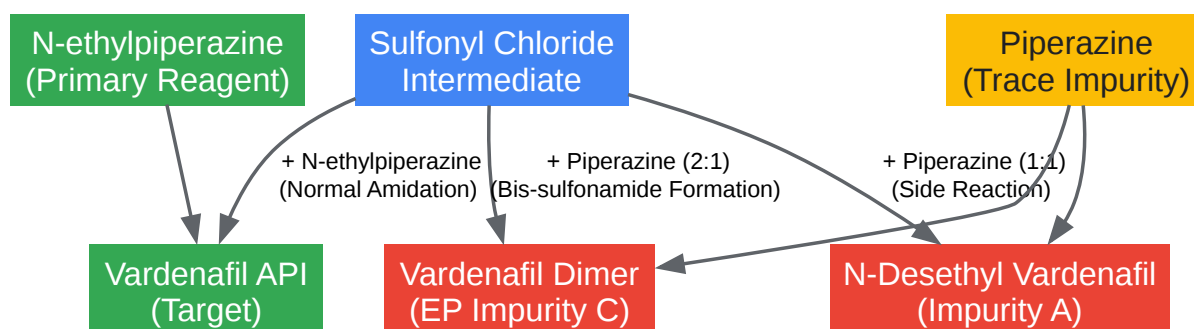 N-ethylpiperazine
(Primary Reagent)
Sulfonyl Chloride
Intermediate
Piperazine
(Trace Impurity)
+ N-ethylpiperazine
(Normal Amidation)
+ Piperazine (2:1)
(Bis-sulfonamide Formation)
+ Piperazine (1:1)
(Side Reaction)
Vardenafil API
(Target)
Vardenafil Dimer
(EP Impurity C)
N-Desethyl Vardenafil
(Impurity A)